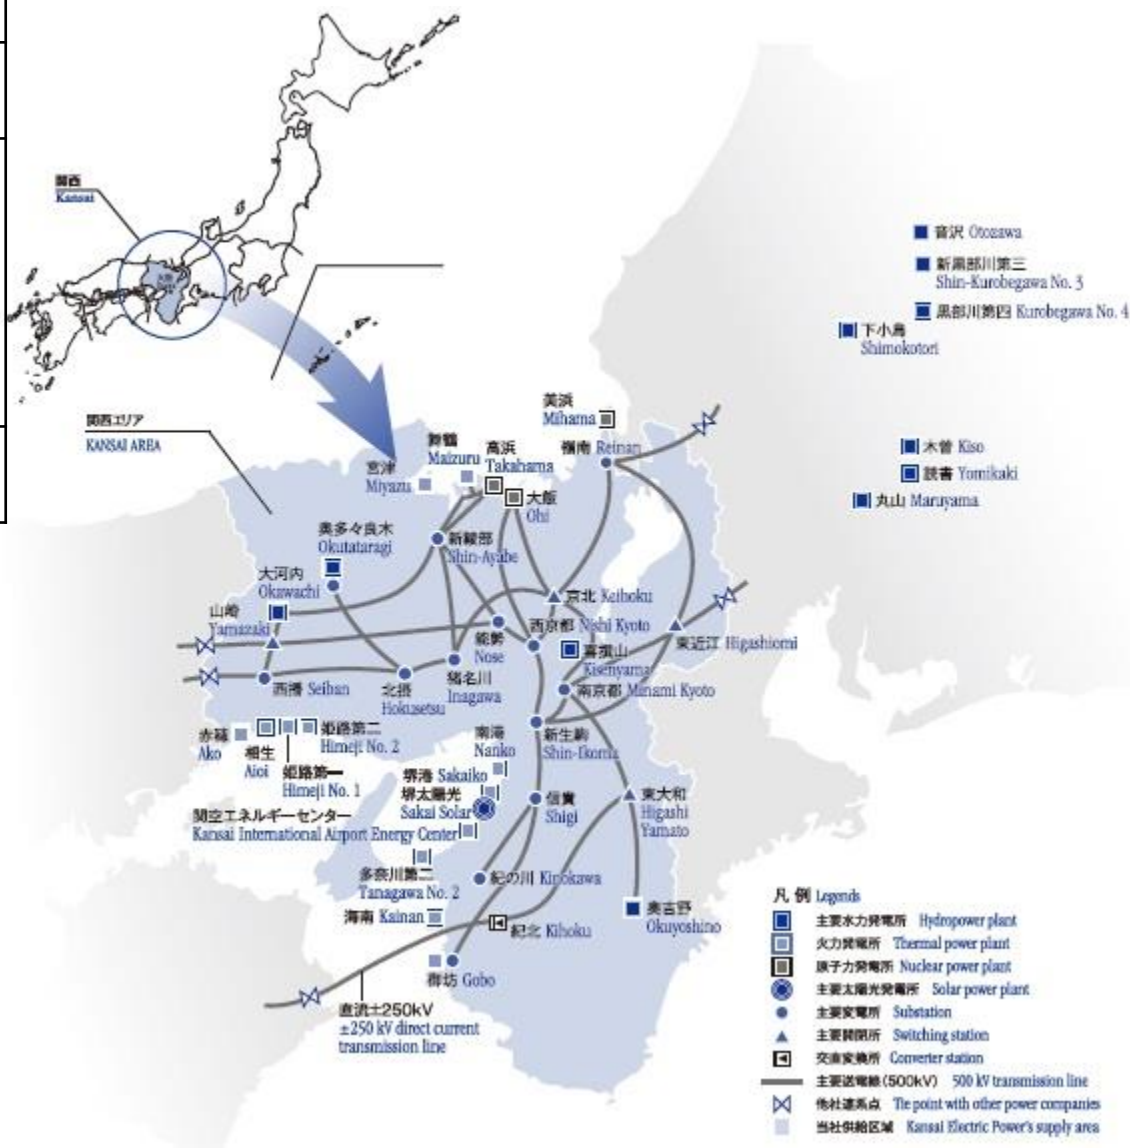 関西
Kansai
関西エリア
KANSAI AREA
音沢 Otozawa
新黒部川第三
Shin-Kurobegawa No. 3
黒部川第四 Kurobegawa No. 4
下小鳥
Shimokotori
木曽 Kiso
読書 Yomikaki
丸山 Maruyama
美浜
Mihama
嶺南 Reinan
舞鶴
Maizuru
高浜
Takahama
宮津
Miyazu
大飯
Ohi
新綾部
Shin-Ayabe
奥多々良木
Okutataragi
大河内
Okawachi
山崎
Yamazaki
京北 Keihoku
西京都 Nishi Kyoto
能勢
Nose
喜撰山
Kisenyama
東近江 Higashiomi
西播 Seiban
北摂
Hokusetsu
猪名川
Inagawa
南京都 Minami Kyoto
新生駒
Shin-Ikoma
赤穂
Ako
相生
Aioi
姫路第二
Himeji No. 2
姫路第一
Himeji No. 1
南港
Nanko
堺港 Sakaiko
堺太陽光
Sakai Solar
関空エネルギーセンター
Kansai International Airport Energy Center
信貴
Shigi
東大和
Higashi
Yamato
多奈川第二
Tanagawa No. 2
紀の川 Kinokawa
海南 Kainan
紀北 Kihoku
奥吉野
Okuyoshino
御坊 Gobo
直流±250kV
±250 kV direct current
transmission line
凡 例 Legends
主要水力発電所 Hydropower plant
火力発電所 Thermal power plant
原子力発電所 Nuclear power plant
主要太陽光発電所 Solar power plant
主要変電所 Substation
主要開閉所 Switching station
交直変換所 Converter station
主要送電線(500kV) 500 kV transmission line
他社連系点 Tie point with other power companies
当社供給区域 Kansai Electric Power's supply area